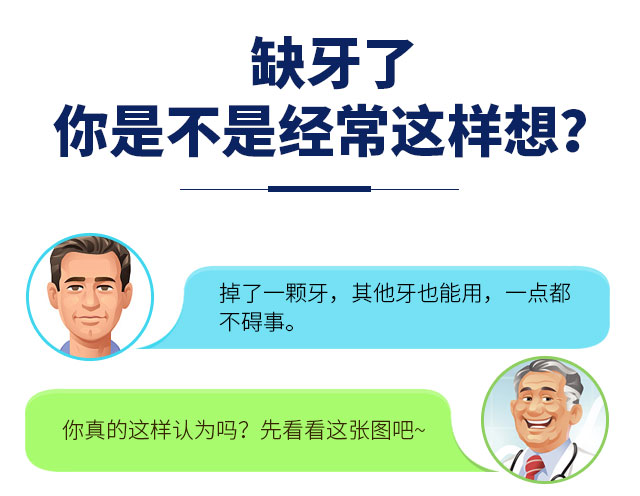 缺牙了
你是不是经常这样想？
掉了一颗牙，其他牙也能用，一点都
不碍事。
你真的这样认为吗？先看看这张图吧~